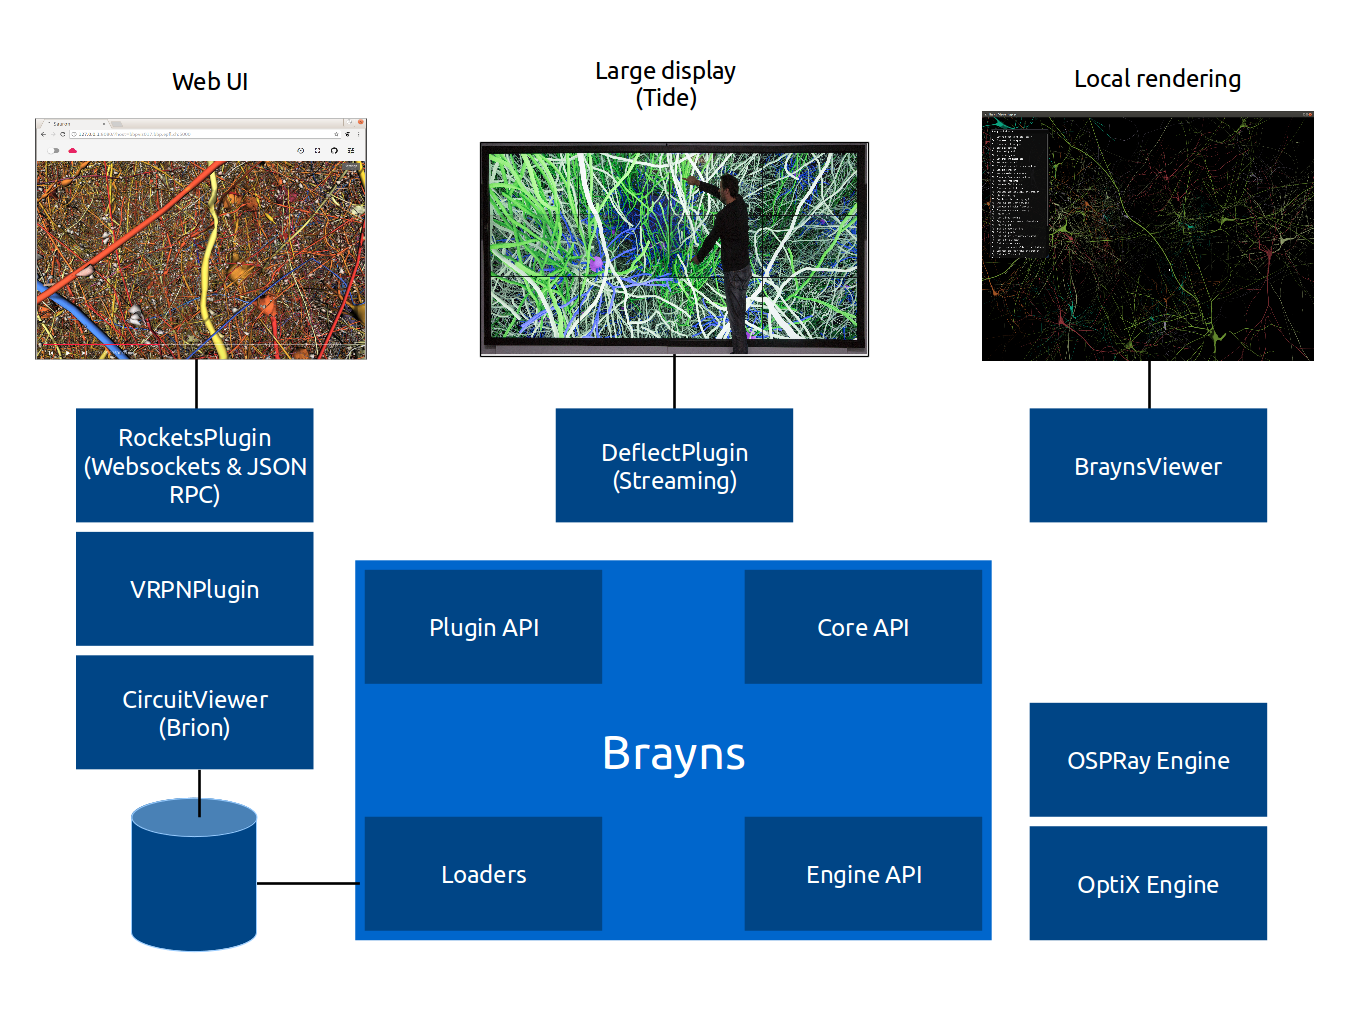 Web UI
Large display
(Tide)
Local rendering
RocketsPlugin
(Websockets & JSON
RPC)
DeflectPlugin
(Streaming)
BraynsViewer
VRPNPlugin
Plugin API
Core API
CircuitViewer
(Brion)
Brayns
OSPRay Engine
Loaders
Engine API
OptiX Engine